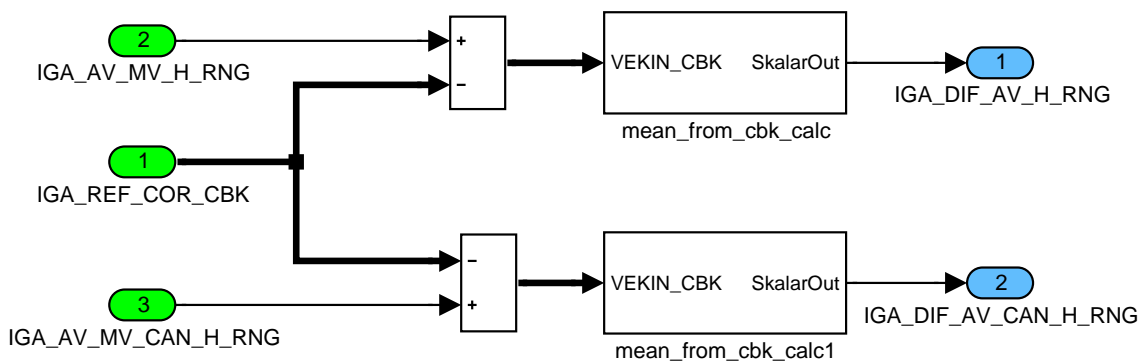 2
IGA_AV_MV_H_RNG
+
−
VEKIN_CBK SkalarOut
mean_from_cbk_calc
1
IGA_DIF_AV_H_RNG
1
IGA_REF_COR_CBK
−
+
VEKIN_CBK SkalarOut
mean_from_cbk_calc1
2
IGA_DIF_AV_CAN_H_RNG
3
IGA_AV_MV_CAN_H_RNG